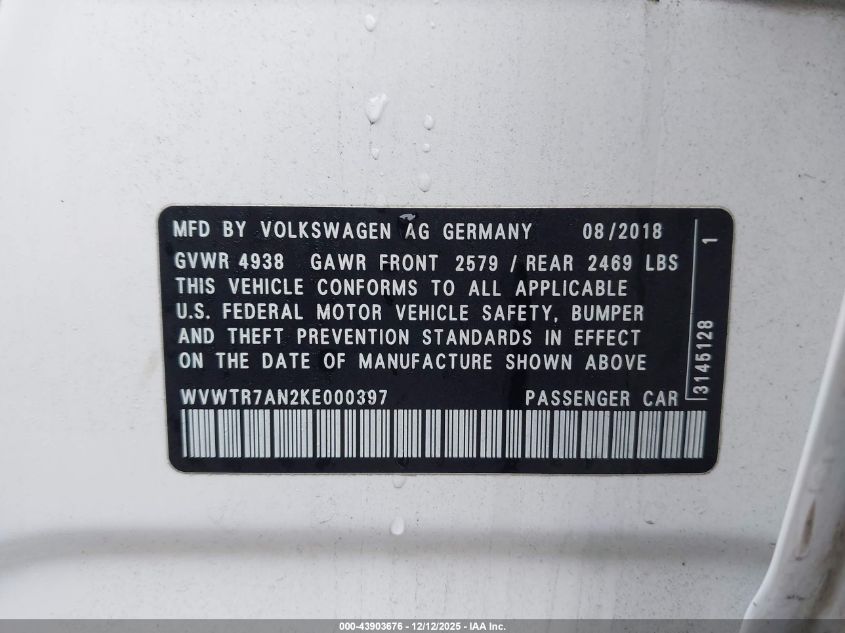 MFD BY VOLKSWAGEN AG GERMANY 08/2018
GVWR 4938 GAWR FRONT 2579 / REAR 2469 LBS
THIS VEHICLE CONFORMS TO ALL APPLICABLE
U.S. FEDERAL MOTOR VEHICLE SAFETY, BUMPER
AND THEFT PREVENTION STANDARDS IN EFFECT
ON THE DATE OF MANUFACTURE SHOWN ABOVE
WVWTR7AN2KE000397 PASSENGER CAR
3145128 1
000-43903676 - 12/12/2025 - IAA Inc.